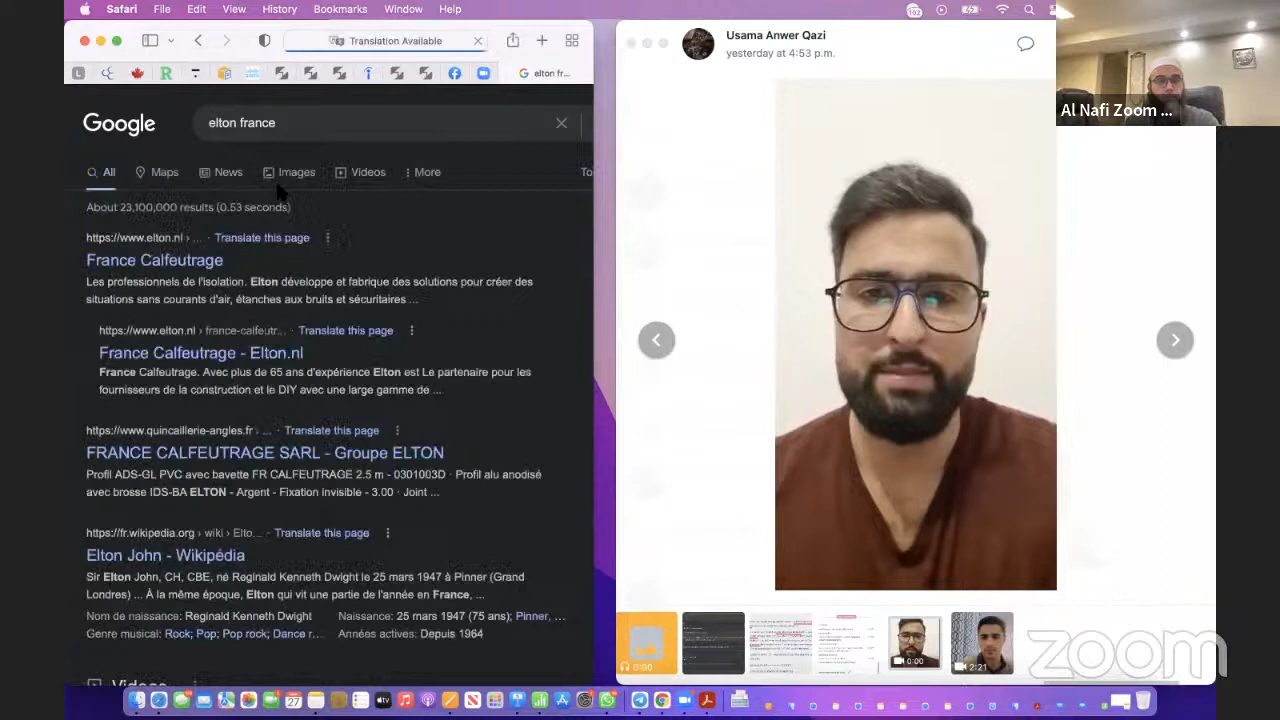 Safari File Edit View History Bookmarks Window Help
Translation Available
elton fr...
Google
elton france
All Maps News Images Videos More To
About 23,100,000 results (0.53 seconds)
https://www.elton.nl › ... · Translate this page
France Calfeutrage
Les professionnels de l'isolation. Elton développe et fabrique des solutions pour créer des
situations sans courants d'air, étanches aux bruits et sécuritaires ...
https://www.elton.nl › france-calfeutr... · Translate this page
France Calfeutrage - Elton.nl
France Calfeutrage. Avec plus de 65 ans d'expérience Elton est Le partenaire pour les
fournisseurs de la construction et le DIY avec une large gamme de ...
https://www.quincaillerie-angles.fr › ... · Translate this page
FRANCE CALFEUTRAGE SARL - Groupe ELTON
Profil ADS-GL PVC avec bavette FR CALFEUTRAGE 2.5 m - 0301003D · Profil alu anodisé
avec brosse IDS-BA ELTON - Argent - Fixation invisible - 3.00 · Joint ...
https://fr.wikipedia.org › wiki › Elto... · Translate this page
Elton John - Wikipédia
Sir Elton John, CH, CBE, né Reginald Kenneth Dwight le 25 mars 1947 à Pinner (Grand
Londres) ... À la même époque, Elton qui vit une partie de l'année en France, ...
Nom de naissance: Reginald Kenneth Dwight Naissance: 25 mars 1947 (75 ans); Pinner, ...
Genre musical: Rock; Pop; Pop rock; Dance; r... Années actives: Depuis 1964
Usama Anwer Qazi
yesterday at 4:53 p.m.
0:00
0:00
2:21
Al Nafi Zoom ...
zoom
27